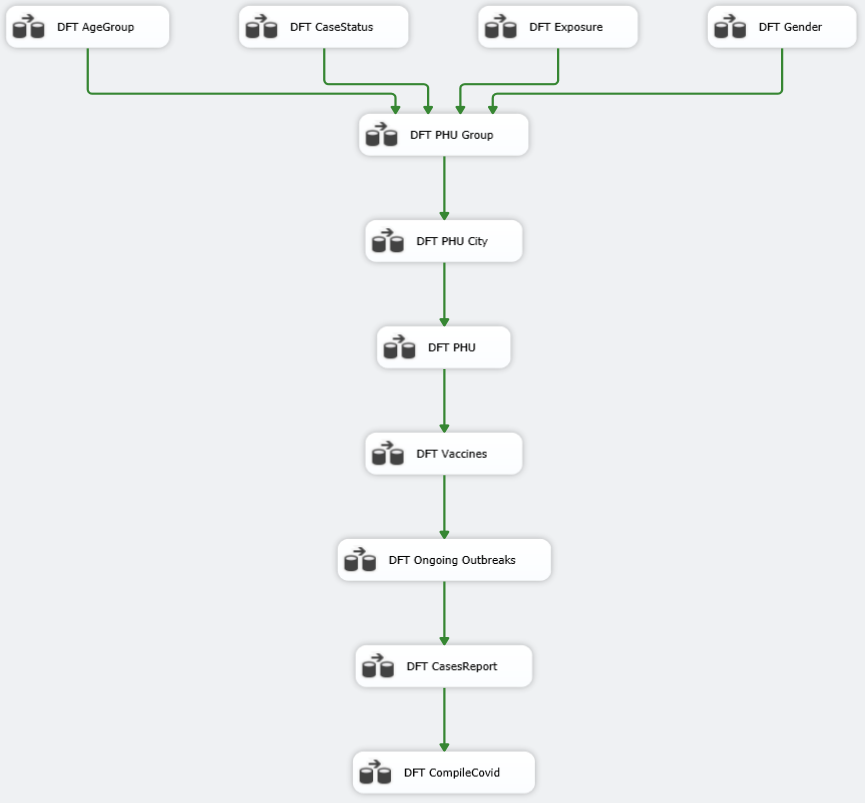 DFT AgeGroup
DFT CaseStatus
DFT Exposure
DFT Gender
DFT PHU Group
DFT PHU City
DFT PHU
DFT Vaccines
DFT Ongoing Outbreaks
DFT CasesReport
DFT CompileCovid